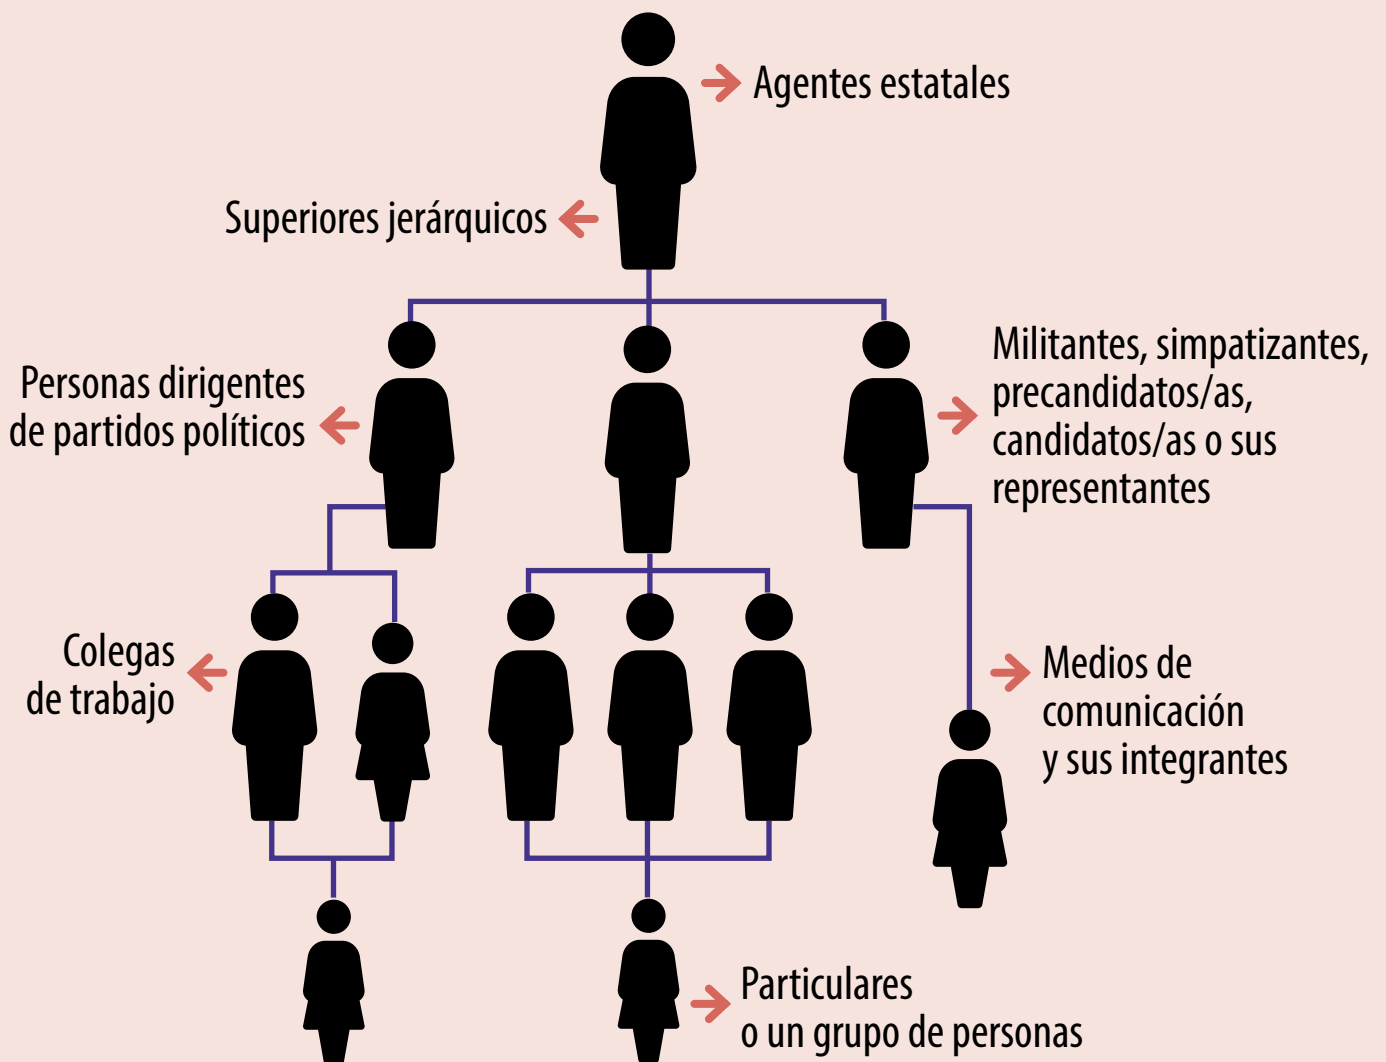 Agentes estatales
Superiores jerárquicos
Personas dirigentes
de partidos políticos
Militantes, simpatizantes,
precandidatos/as,
candidatos/as o sus
representantes
Colegas
de trabajo
Medios de
comunicación
y sus integrantes
Particulares
o un grupo de personas